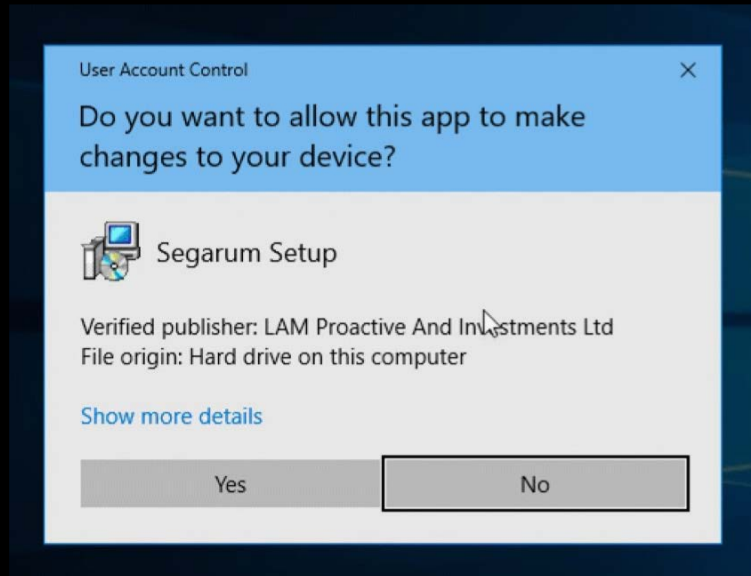 User Account Control
Do you want to allow this app to make
changes to your device?
Segarum Setup
Verified publisher: LAM Proactive And Investments Ltd
File origin: Hard drive on this computer
Show more details
Yes
No